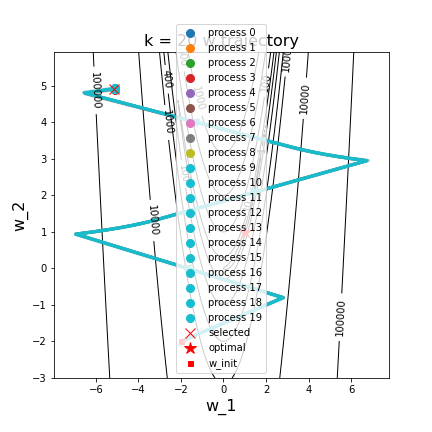 k = 20 w trajectory
process 0
process 1
process 2
process 3
process 4
process 5
process 6
process 7
process 8
process 9
process 10
process 11
process 12
process 13
process 14
process 15
process 16
process 17
process 18
process 19
selected
optimal
w_init
100000
400
1000
10000
1000
10000
100000
w_2
5
4
3
2
1
0
−1
−2
−3
−6
−4
−2
0
2
4
6
w_1